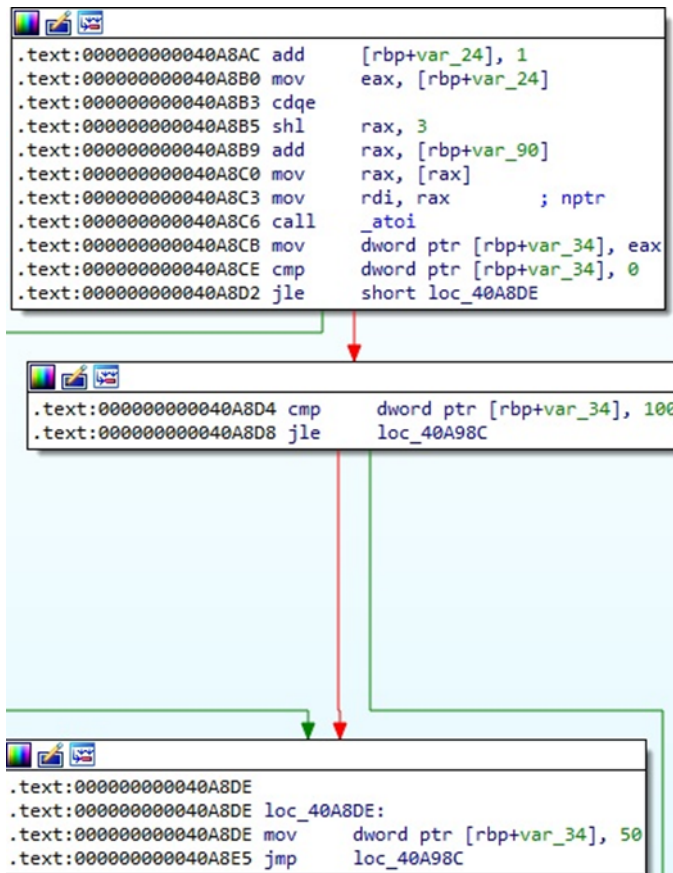 .text:000000000040A8AC add [rbp+var_24], 1
.text:000000000040A8B0 mov eax, [rbp+var_24]
.text:000000000040A8B3 cdqe
.text:000000000040A8B5 shl rax, 3
.text:000000000040A8B9 add rax, [rbp+var_90]
.text:000000000040A8C0 mov rax, [rax]
.text:000000000040A8C3 mov rdi, rax ; nptr
.text:000000000040A8C6 call _atoi
.text:000000000040A8CB mov dword ptr [rbp+var_34], eax
.text:000000000040A8CE cmp dword ptr [rbp+var_34], 0
.text:000000000040A8D2 jle short loc_40A8DE
.text:000000000040A8D4 cmp dword ptr [rbp+var_34], 100
.text:000000000040A8D8 jle loc_40A98C
.text:000000000040A8DE
.text:000000000040A8DE loc_40A8DE:
.text:000000000040A8DE mov dword ptr [rbp+var_34], 50
.text:000000000040A8E5 jmp loc_40A98C